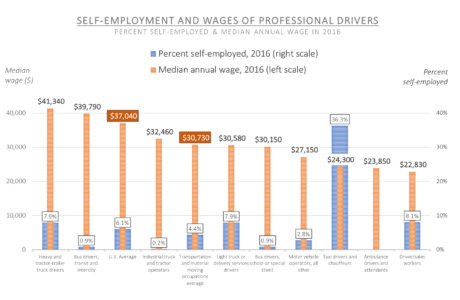 SELF-EMPLOYMENT AND WAGES OF PROFESSIONAL DRIVERS
PERCENT SELF-EMPLOYED & MEDIAN ANNUAL WAGE IN 2016
Percent self-employed, 2016 (right scale)
Median annual wage, 2016 (left scale)
Median
wage ($)
Percent
self-employed
$41,340
$39,790
$37,040
$32,460
$30,730
$30,580
$30,150
$27,150
36.3%
$24,300
$23,850
$22,830
40,000
30,000
20,000
10,000
0
40%
30%
20%
10%
0%
7.9%
0.9%
6.1%
0.2%
4.4%
7.9%
0.9%
2.8%
8.1%
Heavy and
tractor-trailer
truck drivers
Bus drivers,
transit and
intercity
U.S. Average
Industrial truck
and tractor
operators
Transportation
and material
moving
occupations
average
Light truck or
delivery services
drivers
Bus drivers,
school or special
client
Motor vehicle
operators, all
other
Taxi drivers and
chauffeurs
Ambulance
drivers and
attendants
Driver/sales
workers